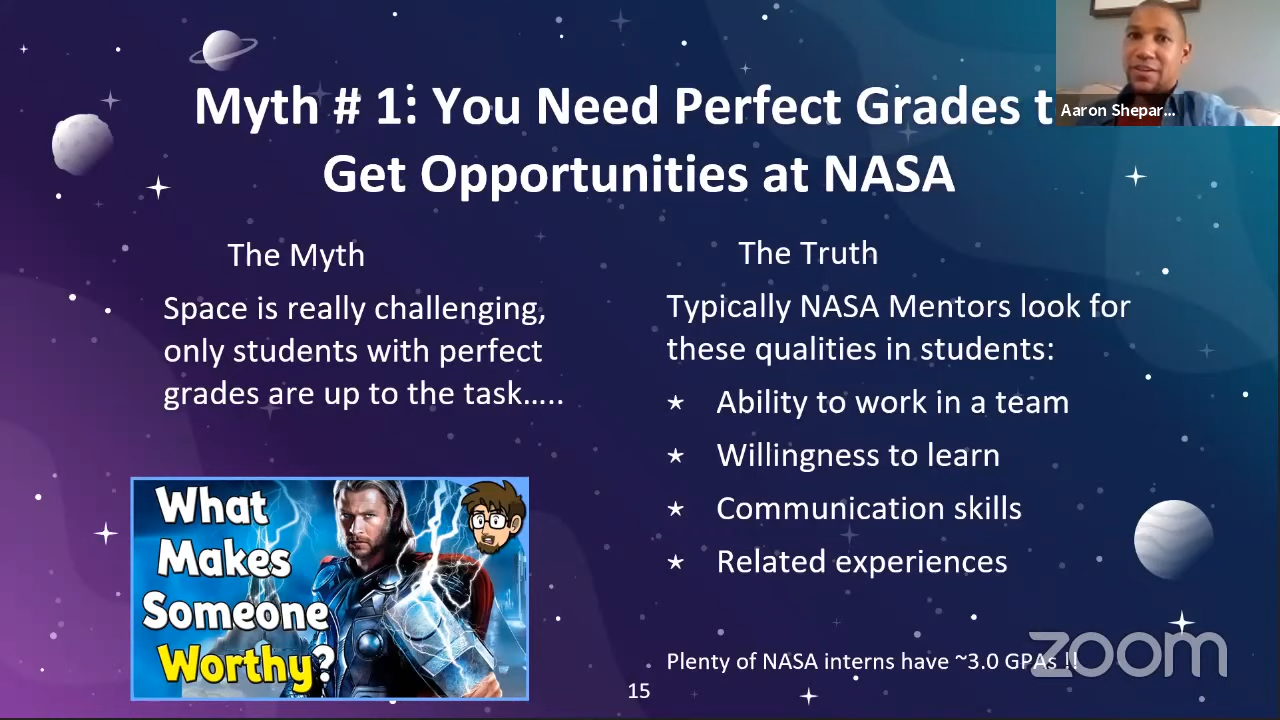 Myth # 1: You Need Perfect Grades t
Get Opportunities at NASA
Aaron Shepar...
The Myth
Space is really challenging,
only students with perfect
grades are up to the task.....
What
Makes
Someone
Worthy?
The Truth
Typically NASA Mentors look for
these qualities in students:
★ Ability to work in a team
★ Willingness to learn
★ Communication skills
★ Related experiences
Plenty of NASA interns have ~3.0 GPAs !!
zoom
15